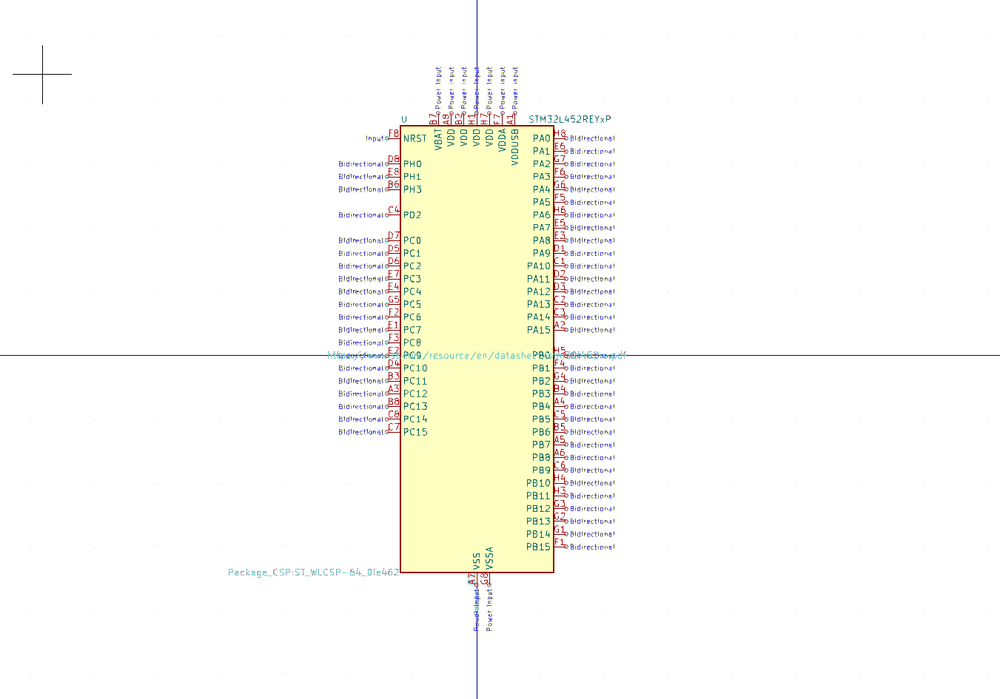 Power Input Power Input Power Input Power Input Power Input Power Input Power Input
B7 A8 B2 H1 H7 F7 A1
U STM32L452REYxP
VBAT VDD VDD VDD VDD VDDA VDDUSB
Input F8 NRST PA0 H8 Bidirectional
PA1 E6 Bidirectional
Bidirectional D8 PH0 PA2 G7 Bidirectional
Bidirectional E8 PH1 PA3 F6 Bidirectional
Bidirectional B6 PH3 PA4 G6 Bidirectional
PA5 F5 Bidirectional
Bidirectional C4 PD2 PA6 H6 Bidirectional
PA7 E5 Bidirectional
Bidirectional D7 PC0 PA8 E3 Bidirectional
Bidirectional D5 PC1 PA9 D1 Bidirectional
Bidirectional D6 PC2 PA10 C1 Bidirectional
Bidirectional E7 PC3 PA11 D2 Bidirectional
Bidirectional E4 PC4 PA12 D3 Bidirectional
Bidirectional G5 PC5 PA13 C2 Bidirectional
Bidirectional F2 PC6 PA14 C3 Bidirectional
Bidirectional E1 PC7 PA15 A2 Bidirectional
Bidirectional F3 PC8
E2 PC9 /resource/en/datasheet PB0 H5
Bidirectional D4 PC10 PB1 F4 Bidirectional
Bidirectional B3 PC11 PB2 G4 Bidirectional
Bidirectional A3 PC12 PB3 B4 Bidirectional
Bidirectional B8 PC13 PB4 A4 Bidirectional
Bidirectional C8 PC14 PB5 C5 Bidirectional
Bidirectional C7 PC15 PB6 B5 Bidirectional
PB7 A5 Bidirectional
PB8 A6 Bidirectional
PB9 C6 Bidirectional
PB10 H4 Bidirectional
PB11 H3 Bidirectional
PB12 G3 Bidirectional
PB13 G2 Bidirectional
PB14 G1 Bidirectional
PB15 F1 Bidirectional
VSS VSSA
Package_CSP:ST_WLCSP-64_Die462
A7 G8
Power Input Power Input